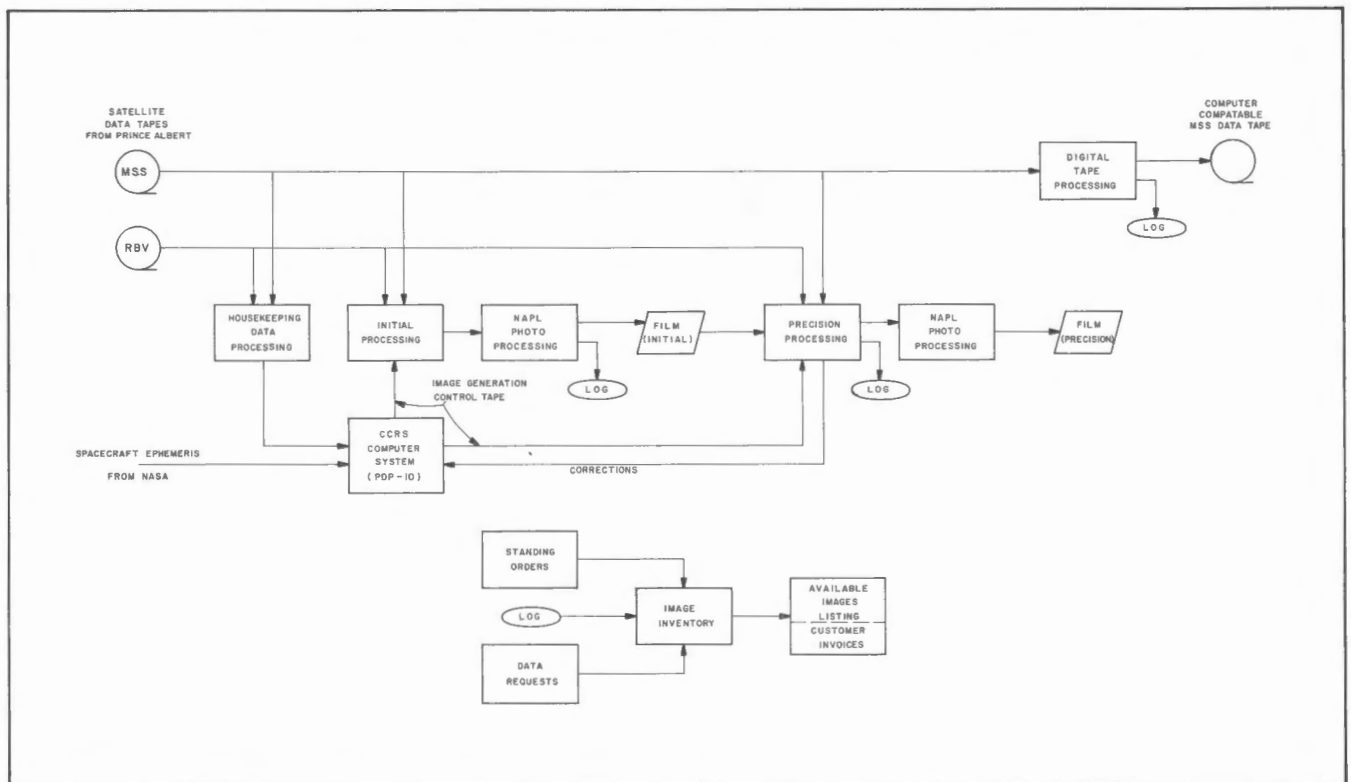 SATELLITE
DATA TAPES
FROM PRINCE ALBERT
MSS
RBV
COMPUTER
COMPATABLE
MSS DATA TAPE
DIGITAL
TAPE
PROCESSING
LOG
HOUSEKEEPING
DATA
PROCESSING
INITIAL
PROCESSING
NAPL
PHOTO
PROCESSING
LOG
FILM
(INITIAL)
PRECISION
PROCESSING
LOG
NAPL
PHOTO
PROCESSING
FILM
(PRECISION)
IMAGE GENERATION
CONTROL TAPE
CCRS
COMPUTER
SYSTEM
(PDP-10)
SPACECRAFT EPHEMERIS
FROM NASA
CORRECTIONS
STANDING
ORDERS
LOG
DATA
REQUESTS
IMAGE
INVENTORY
AVAILABLE
IMAGES
LISTING
CUSTOMER
INVOICES